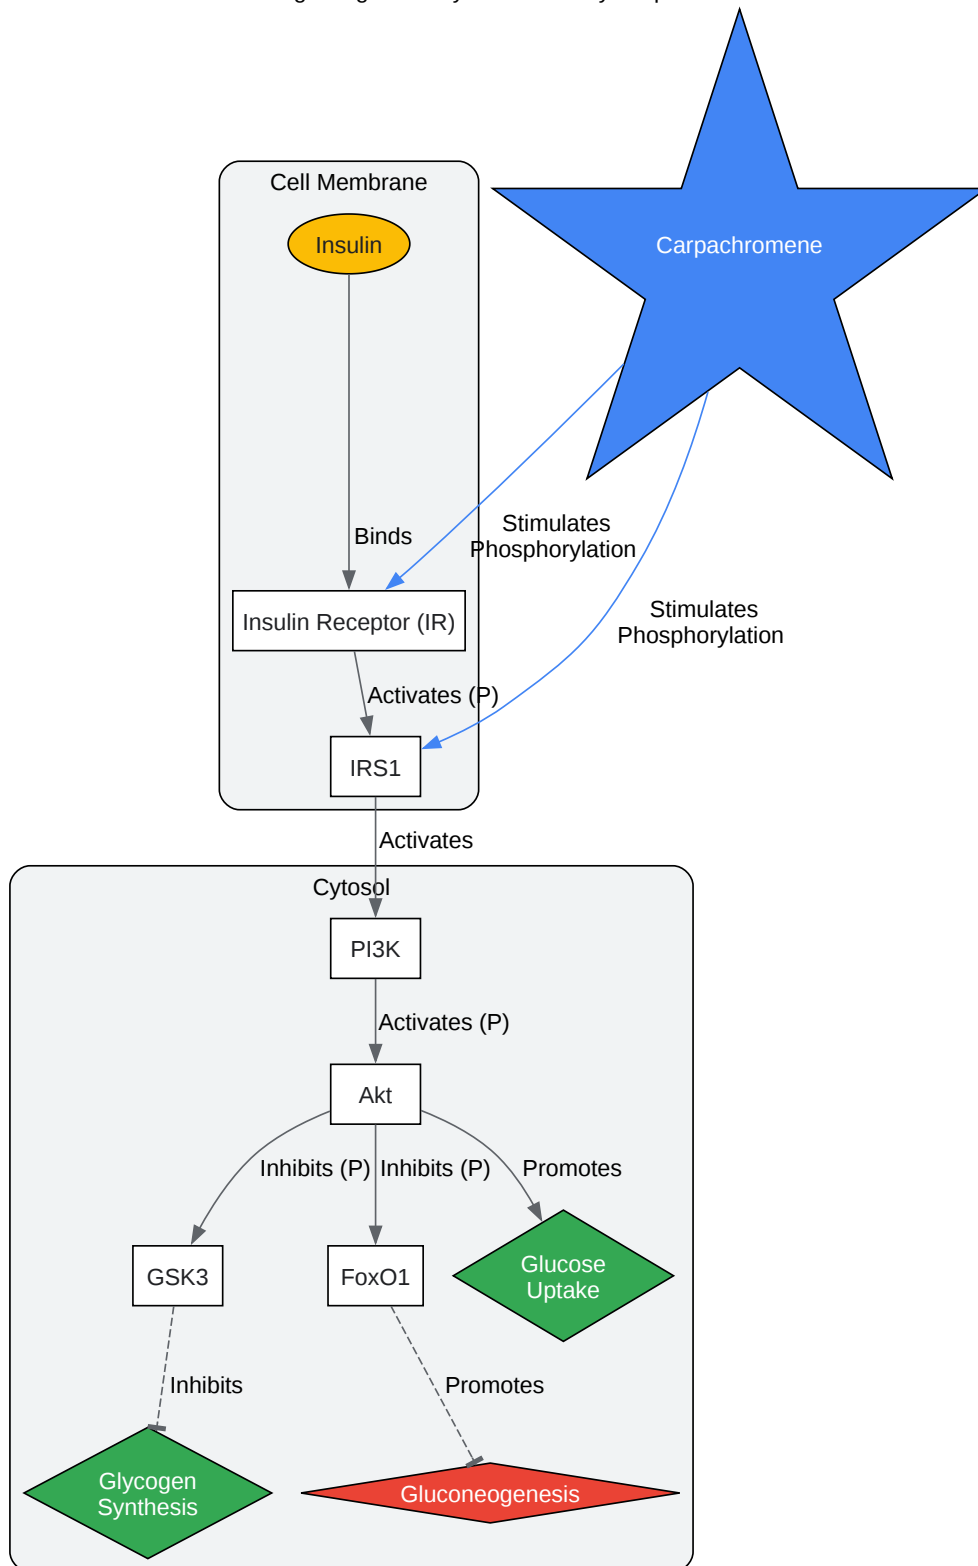 Cell Membrane
Insulin
Carpachromene
Binds
Stimulates
Phosphorylation
Stimulates
Phosphorylation
Insulin Receptor (IR)
Activates (P)
IRS1
Activates
Cytosol
PI3K
Activates (P)
Akt
Inhibits (P)
Inhibits (P)
Promotes
GSK3
FoxO1
Glucose
Uptake
Inhibits
Promotes
Glycogen
Synthesis
Gluconeogenesis